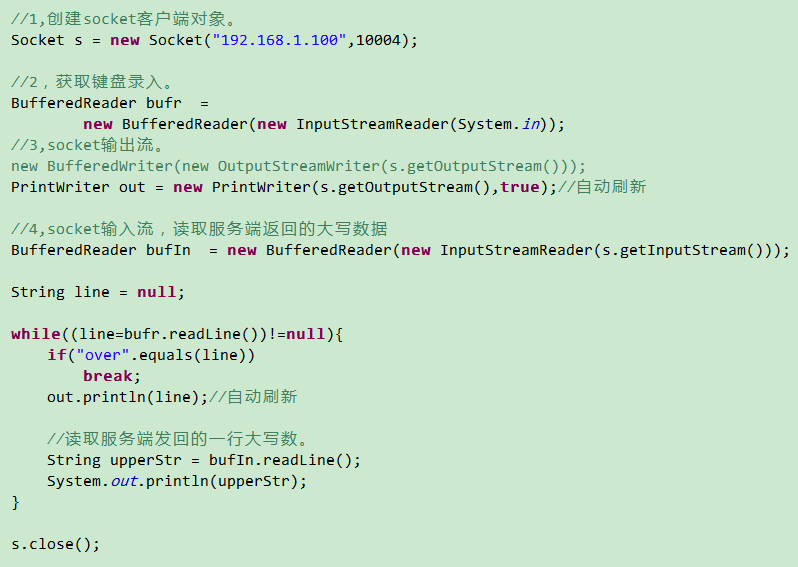 //1,创建socket客户端对象。
Socket s = new Socket("192.168.1.100",10004);
//2，获取键盘录入。
BufferedReader bufr  =
new BufferedReader(new InputStreamReader(System.in));
//3,socket输出流。
new BufferedWriter(new OutputStreamWriter(s.getOutputStream()));
PrintWriter out = new PrintWriter(s.getOutputStream(),true);//自动刷新
//4,socket输入流，读取服务端返回的大写数据
BufferedReader bufIn  = new BufferedReader(new InputStreamReader(s.getInputStream()));
String line = null;
while((line=bufr.readLine())!=null){
if("over".equals(line))
break;
out.println(line);//自动刷新
//读取服务端发回的一行大写数。
String upperStr = bufIn.readLine();
System.out.println(upperStr);
}
s.close();